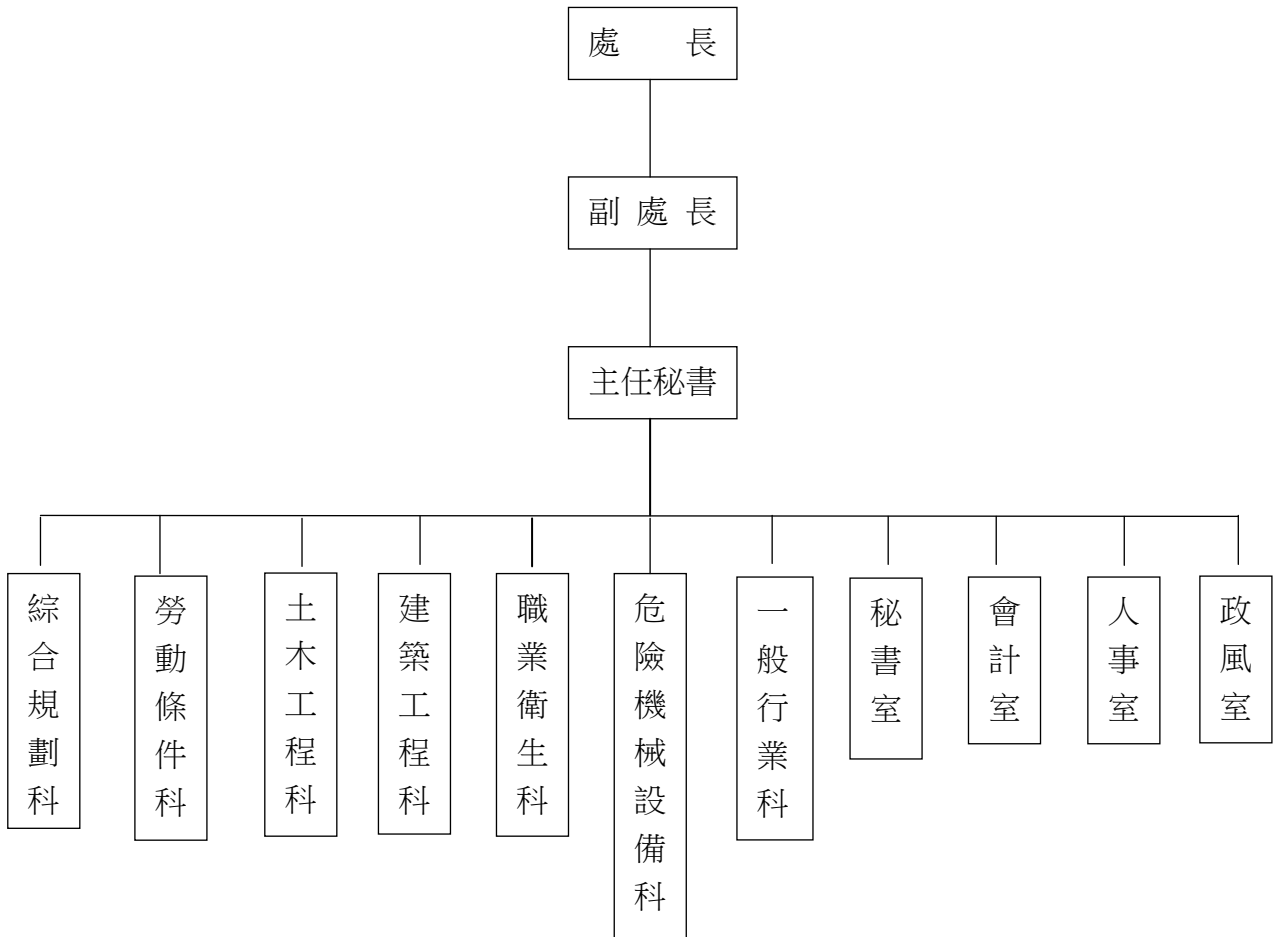 處長
副處長
主任秘書
綜合規劃科
勞動條件科
土木工程科
建築工程科
職業衛生科
危險機械設備科
一般行業科
秘書室
會計室
人事室
政風室